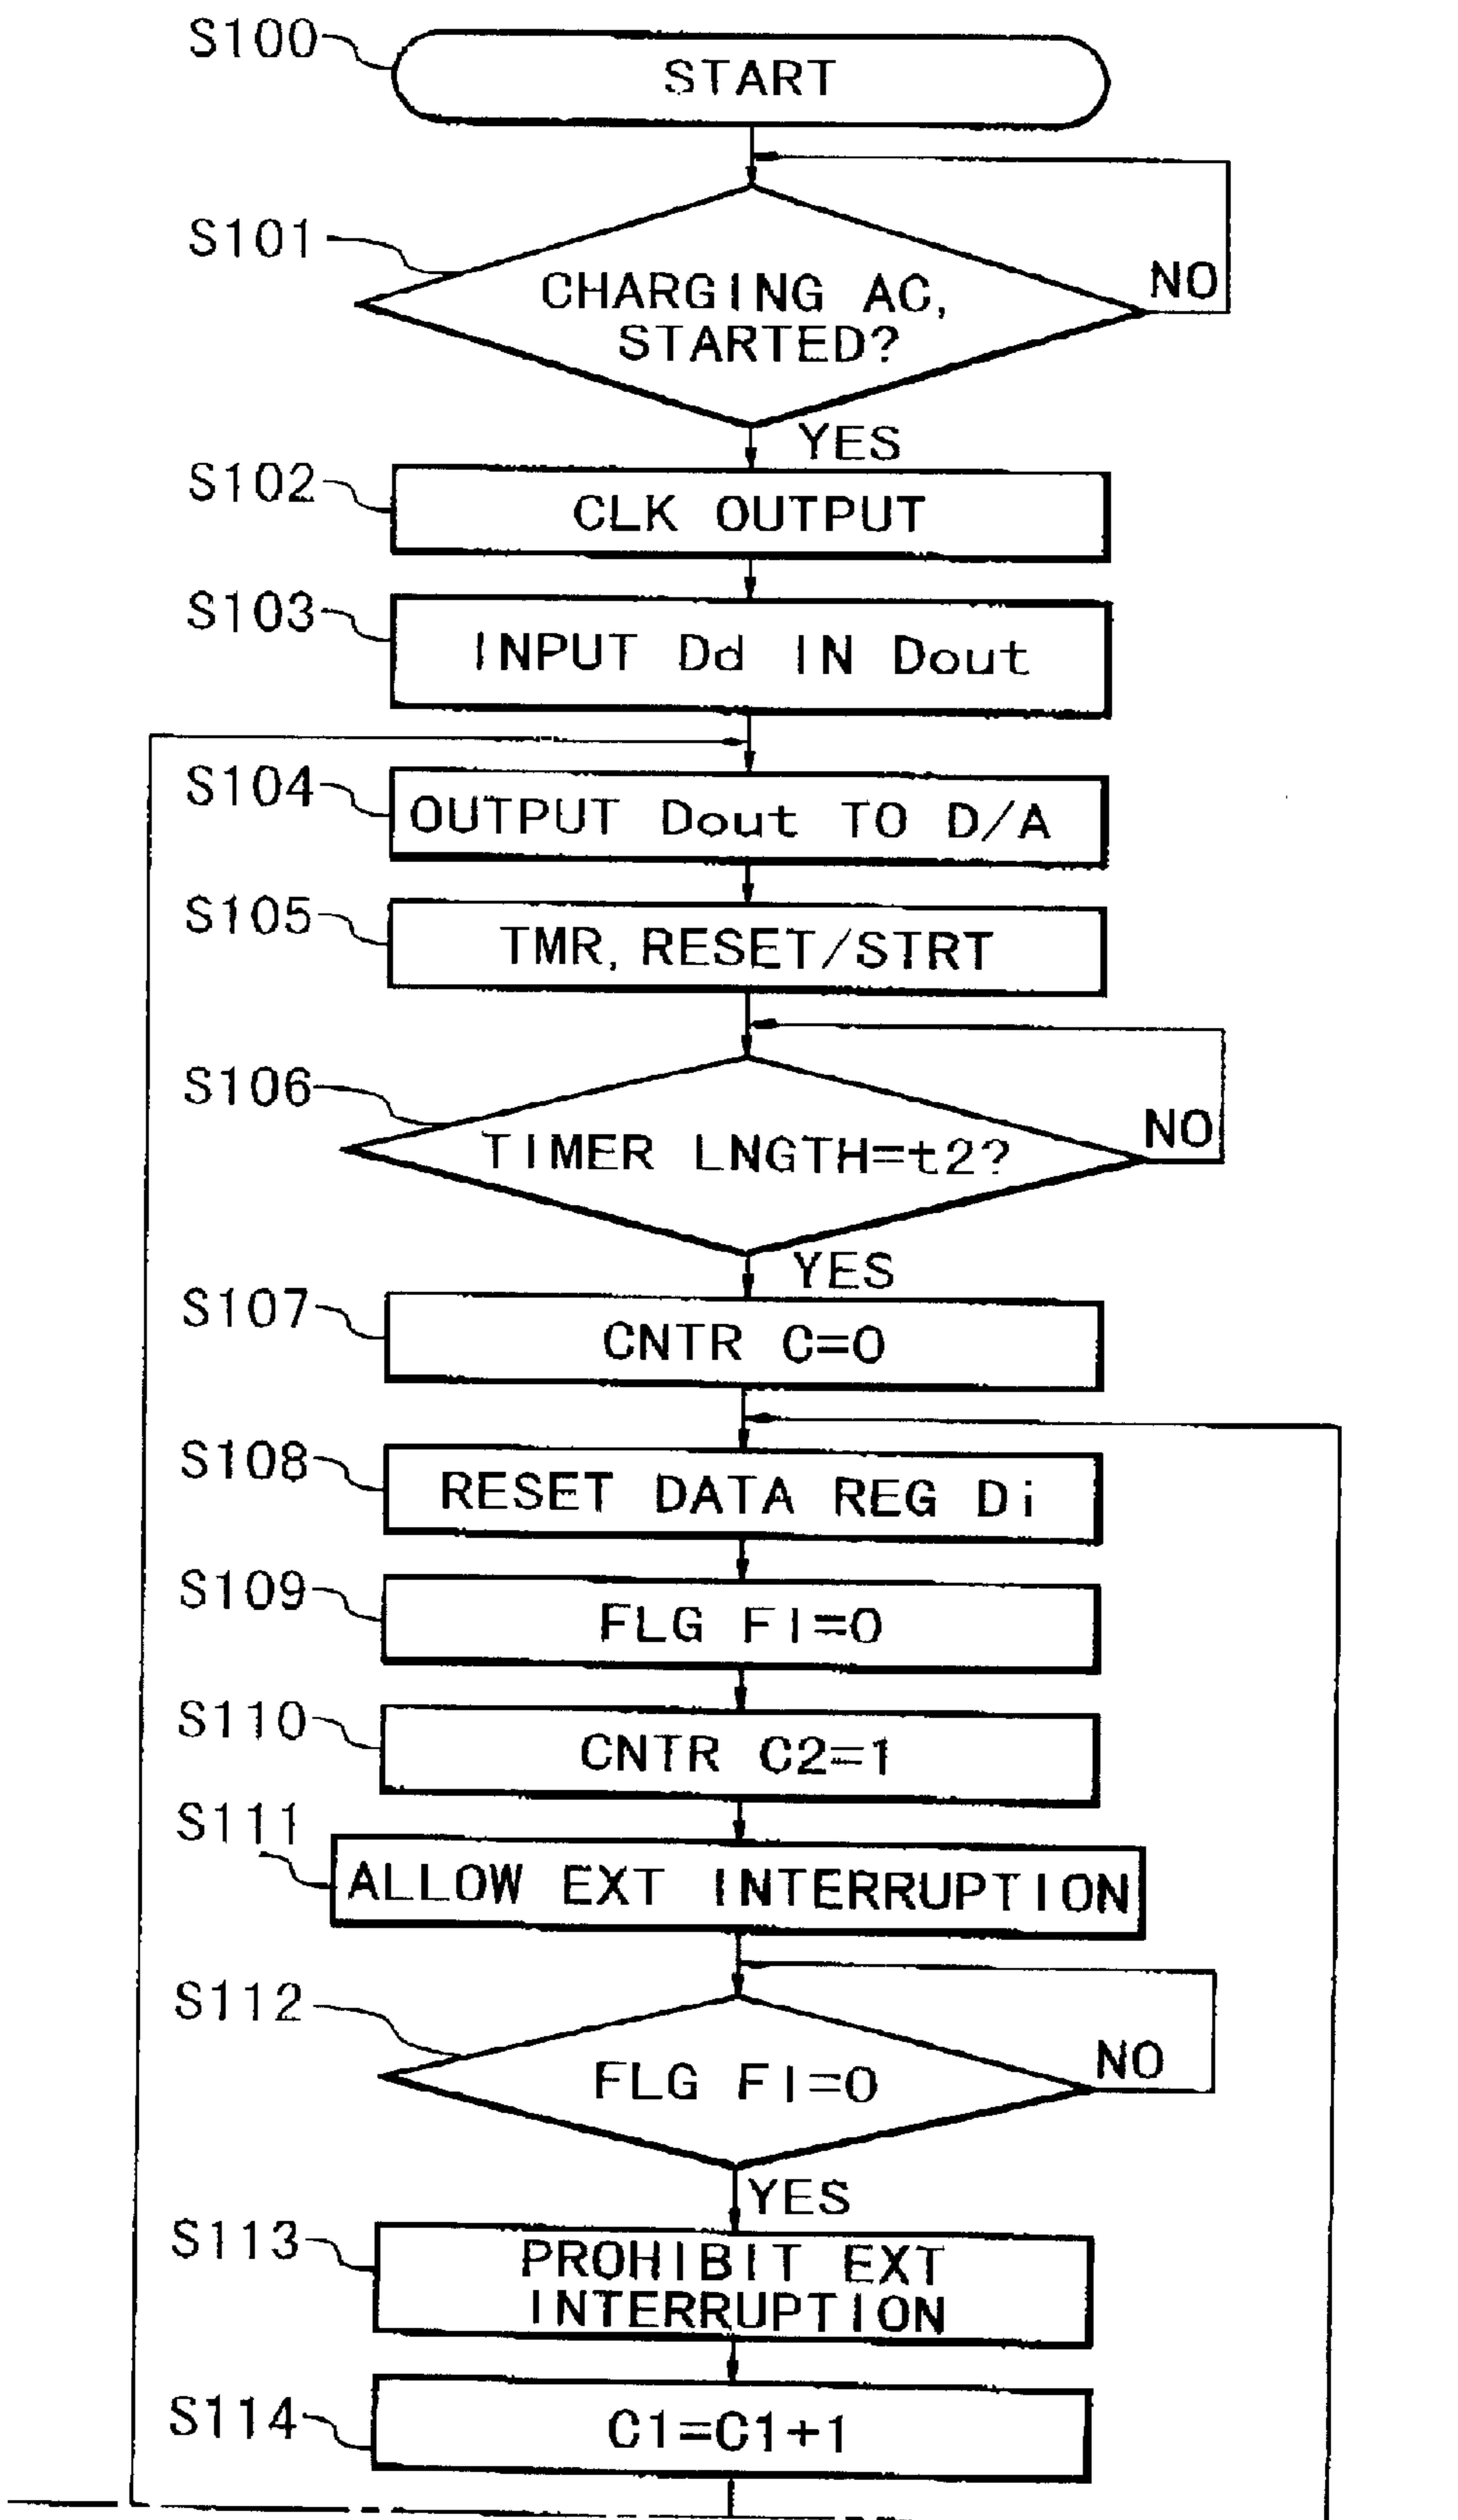 S100
START
S101
CHARGING AC,
STARTED?
NO
YES
S102
CLK OUTPUT
S103
INPUT Dd IN Dout
S104
OUTPUT Dout TO D/A
S105
TMR, RESET/STRT
S106
TIMER LNGTH=t2?
NO
YES
S107
CNTR C=0
S108
RESET DATA REG Di
S109
FLG FI=0
S110
CNTR C2=1
S111
ALLOW EXT INTERRUPTION
S112
FLG FI=0
NO
YES
S113
PROHIBIT EXT
INTERRUPTION
S114
C1=C1+1